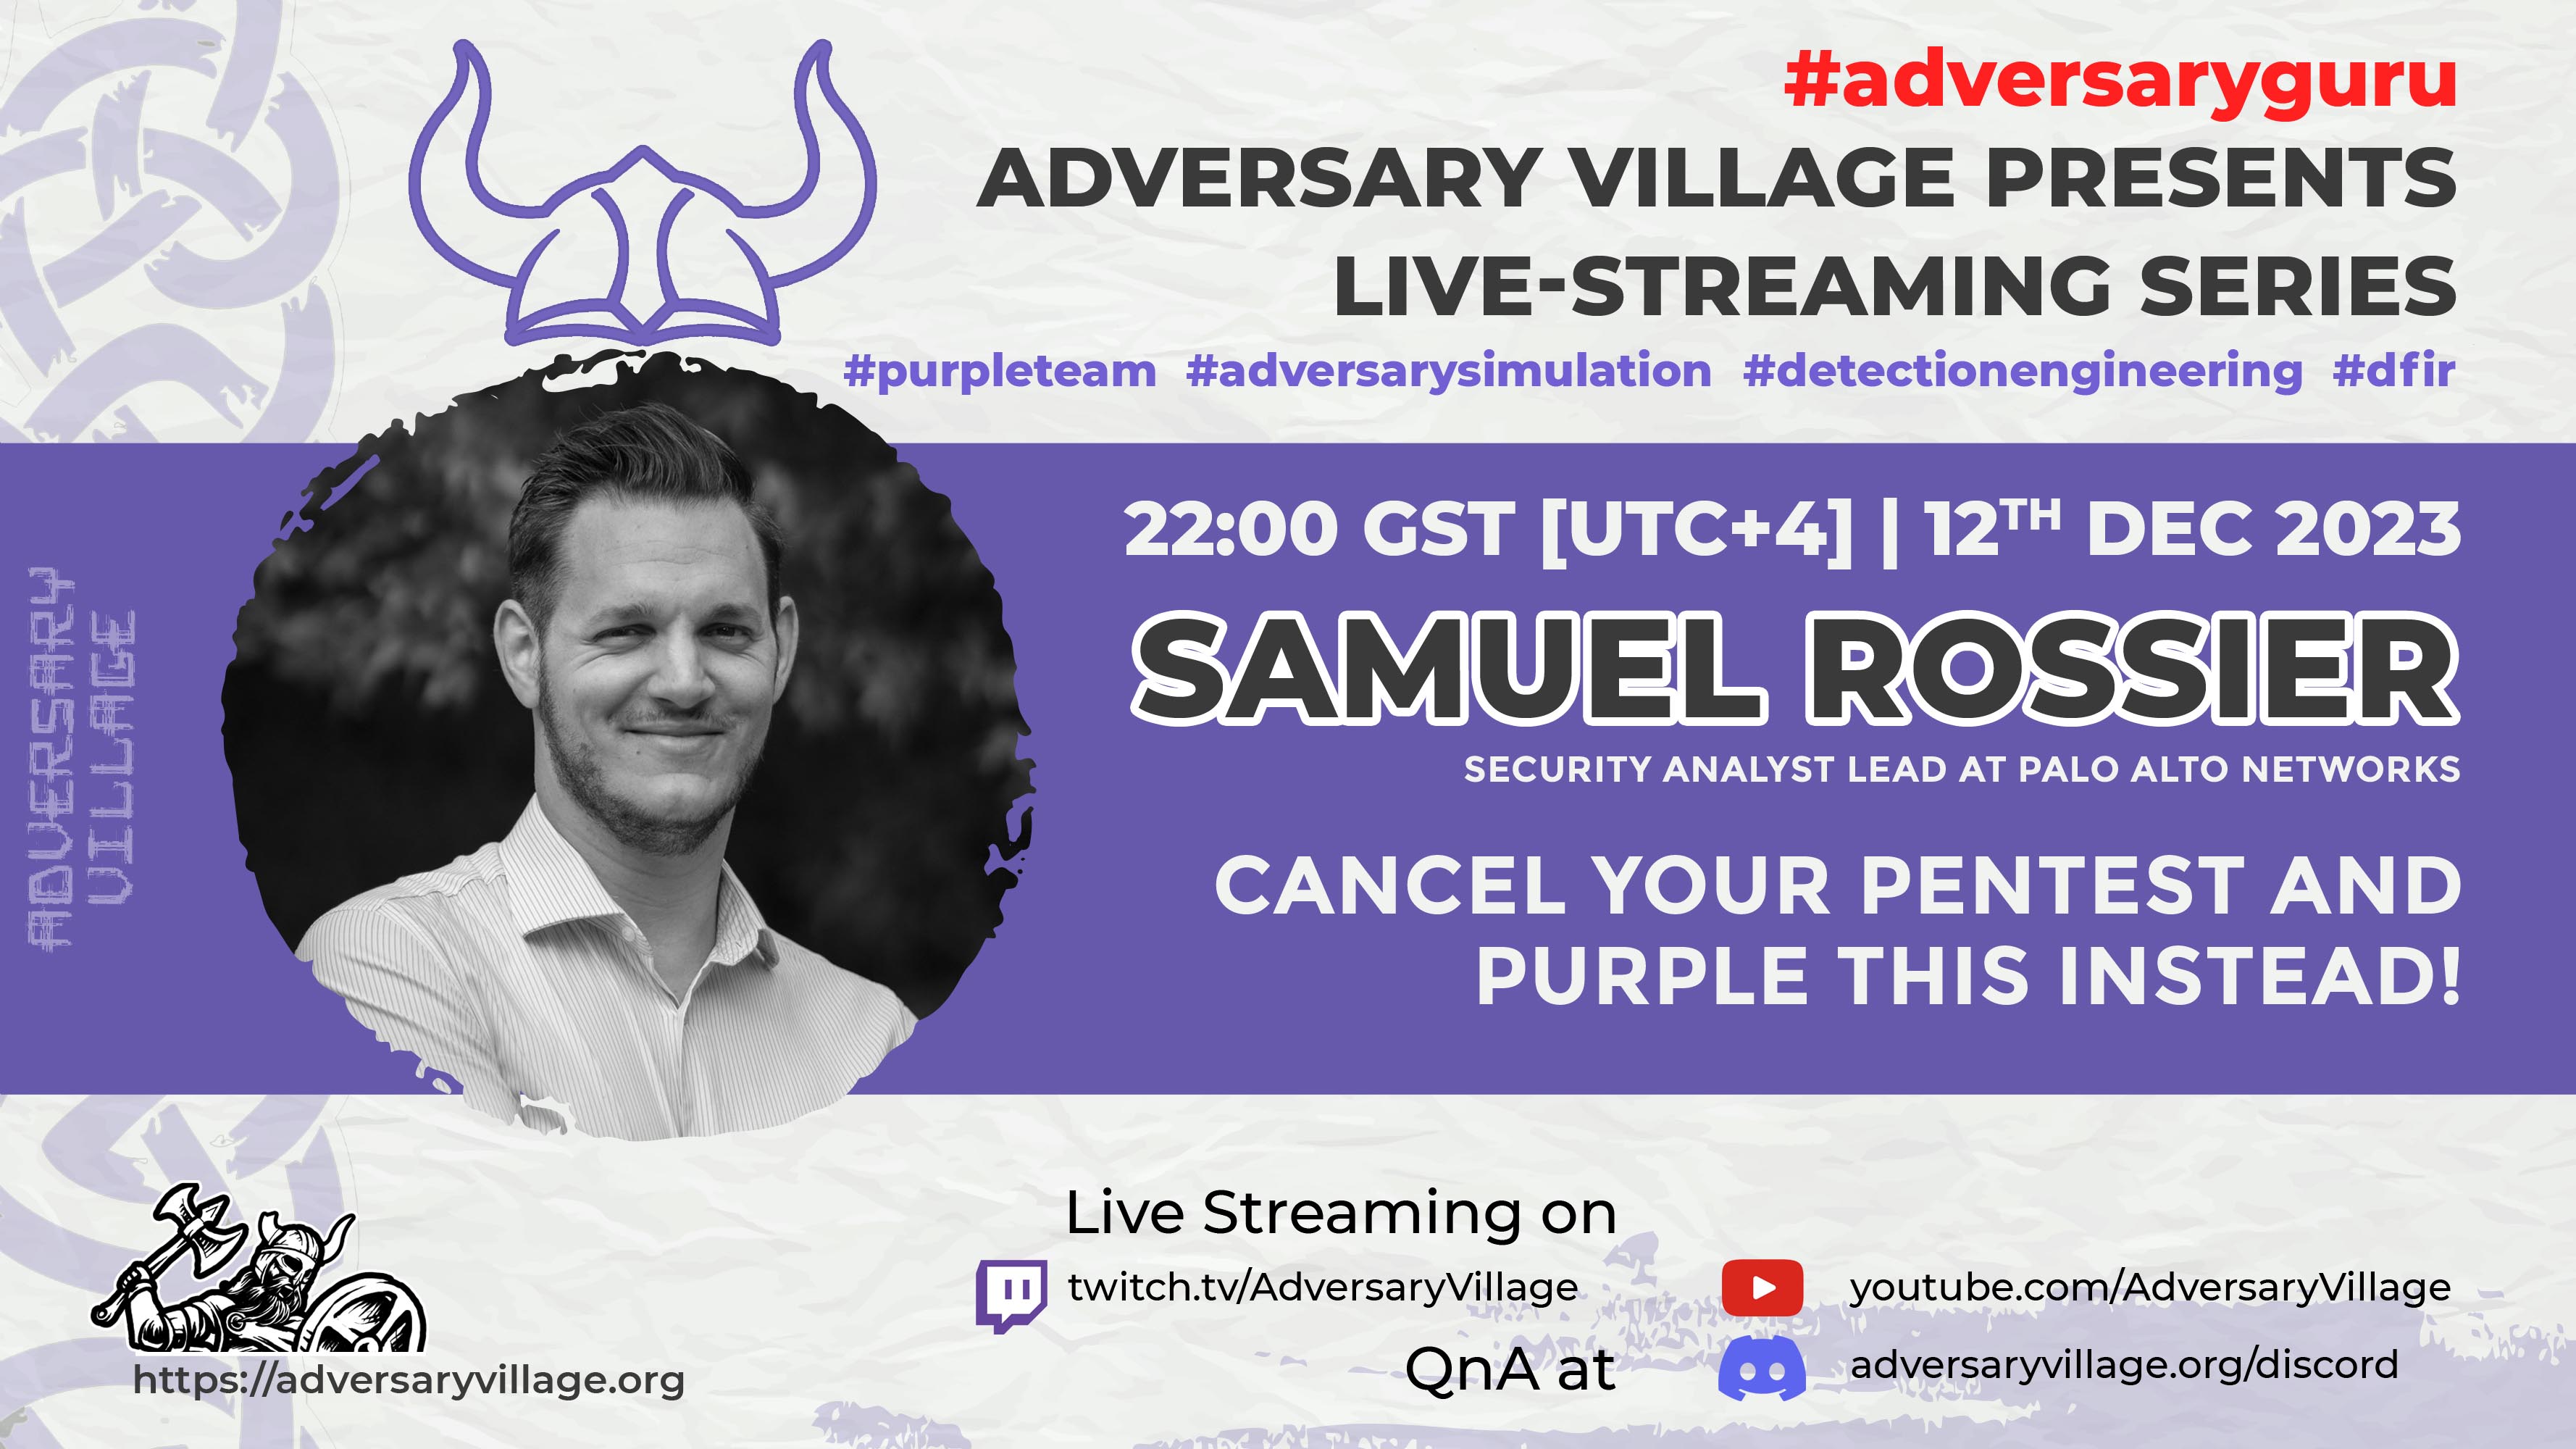 #adversaryguru
ADVERSARY VILLAGE PRESENTS
LIVE-STREAMING SERIES
#purpleteam #adversarysimulation #detectionengineering #dfir
22:00 GST [UTC+4] | 12TH DEC 2023
SAMUEL ROSSIER
SECURITY ANALYST LEAD AT PALO ALTO NETWORKS
CANCEL YOUR PENTEST AND
PURPLE THIS INSTEAD!
ADVERSARY
VILLAGE
Live Streaming on
twitch.tv/AdversaryVillage
youtube.com/AdversaryVillage
QnA at
adversaryvillage.org/discord
https://adversaryvillage.org